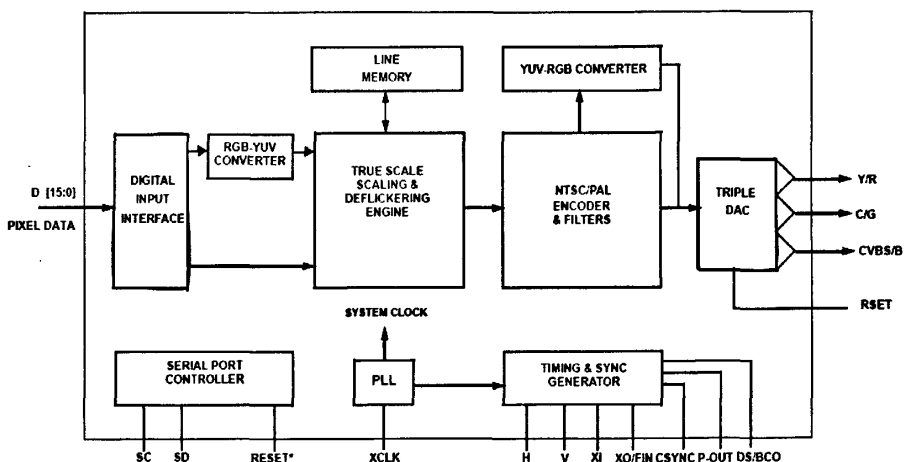 LINE
MEMORY
YUV-RGB CONVERTER
RGB-YUV
CONVERTER
DIGITAL
INPUT
INTERFACE
TRUE SCALE
SCALING &
DEFLICKERING
ENGINE
NTSC/PAL
ENCODER
& FILTERS
TRIPLE
DAC
D [15:0]
PIXEL DATA
Y/R
C/G
CVBS/B
RSET
SYSTEM CLOCK
SERIAL PORT
CONTROLLER
PLL
TIMING & SYNC
GENERATOR
SC SD RESET* XCLK H V XI XO/FIN CSYNC P-OUT DS/BCO